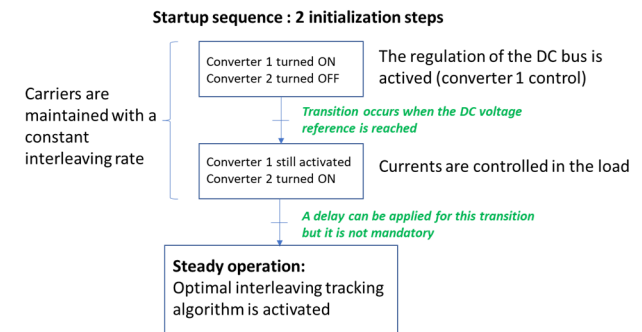 Startup sequence : 2 initialization steps
Converter 1 turned ON
Converter 2 turned OFF
The regulation of the DC bus is
actived (converter 1 control)
Carriers are
maintained with a
constant
interleaving rate
Transition occurs when the DC voltage
reference is reached
Converter 1 still activated
Converter 2 turned ON
Currents are controlled in the load
A delay can be applied for this transition
but it is not mandatory
Steady operation:
Optimal interleaving tracking
algorithm is activated